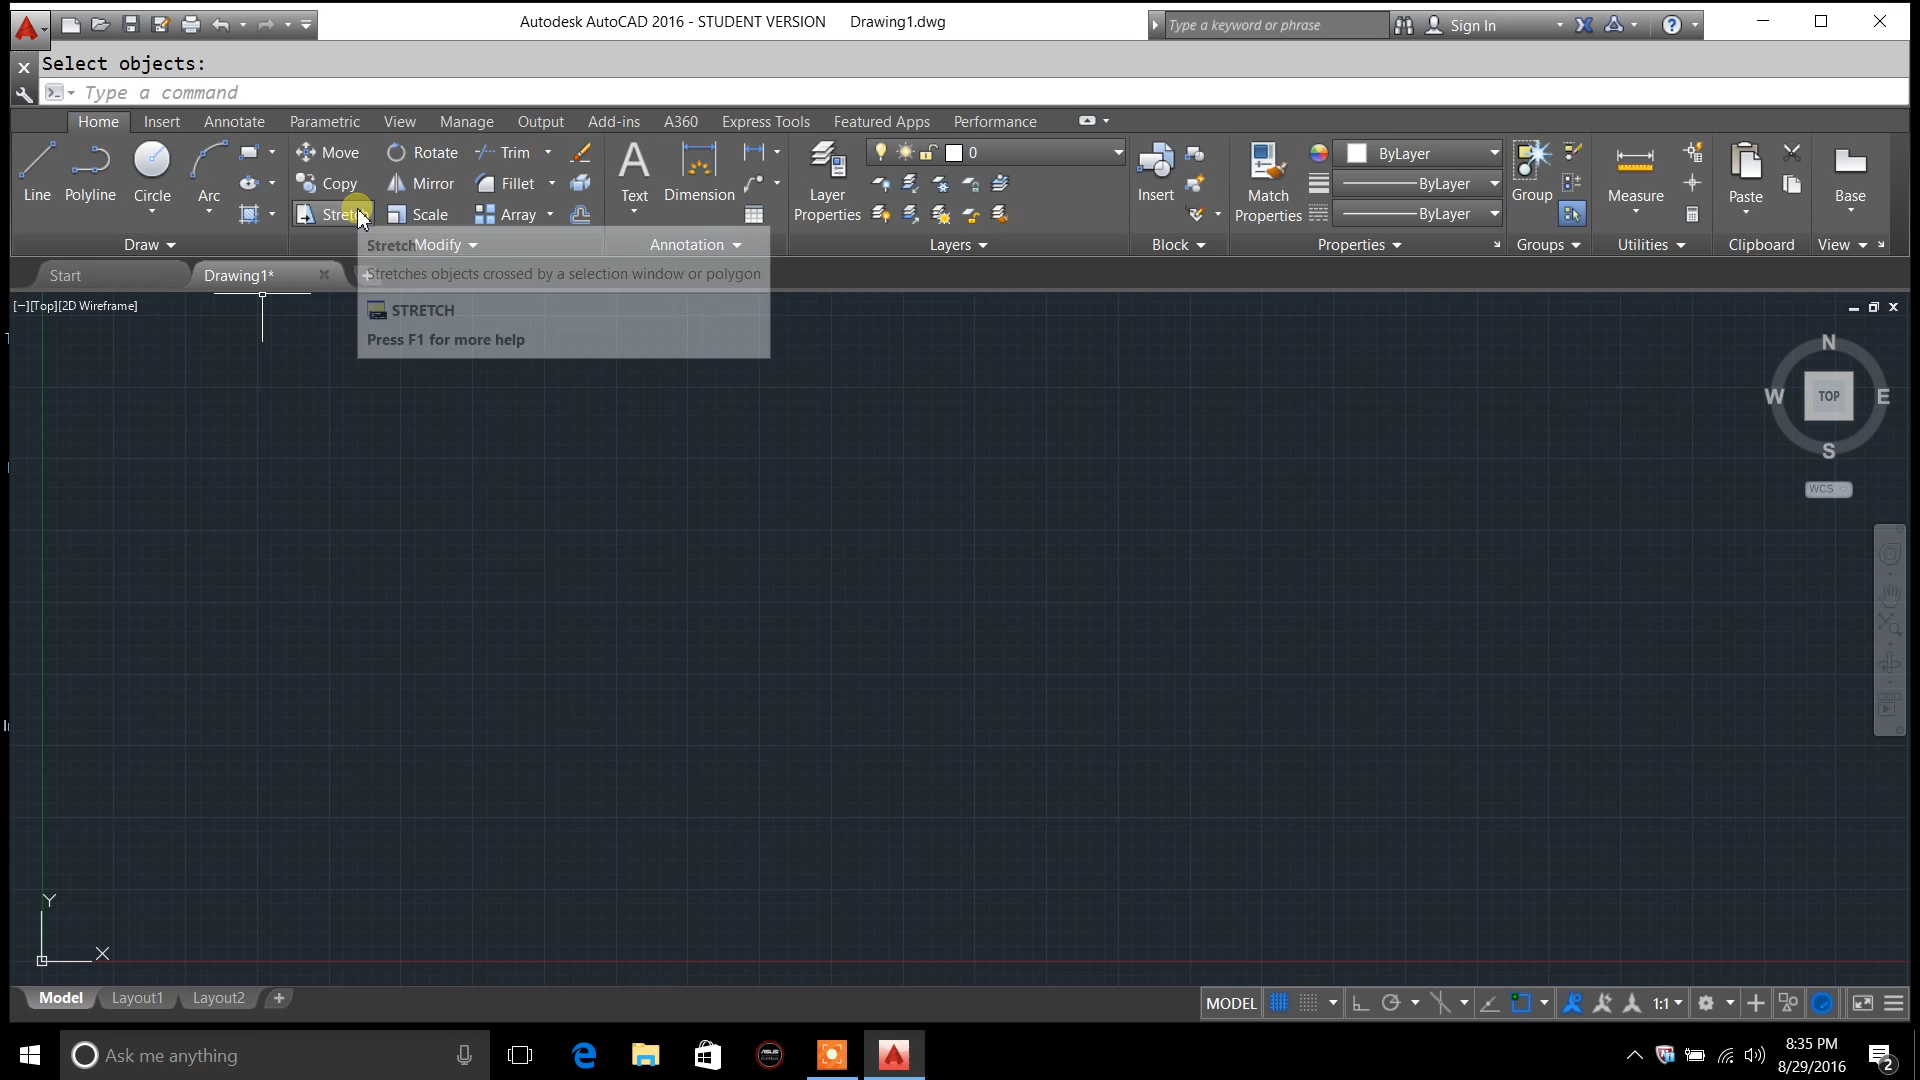 Autodesk AutoCAD 2016 - STUDENT VERSION Drawing1.dwg
Type a keyword or phrase
Sign In
Select objects:
Type a command
Home Insert Annotate Parametric View Manage Output Add-ins A360 Express Tools Featured Apps Performance
Move Rotate Trim
0
ByLayer
Copy Mirror Fillet
ByLayer
Line Polyline Circle Arc
Text Dimension
Layer
Properties
Insert
Match
Properties
Group Measure Paste Base
Stretch Scale Array
ByLayer
Draw Modify Annotation Layers Block Properties Groups Utilities Clipboard View
Start Drawing1*
Stretch
Stretches objects crossed by a selection window or polygon
STRETCH
Press F1 for more help
[−][Top][2D Wireframe]
N
W TOP E
S
WCS
Y
X
Model Layout1 Layout2
MODEL 1:1
Ask me anything
8:35 PM
8/29/2016
2